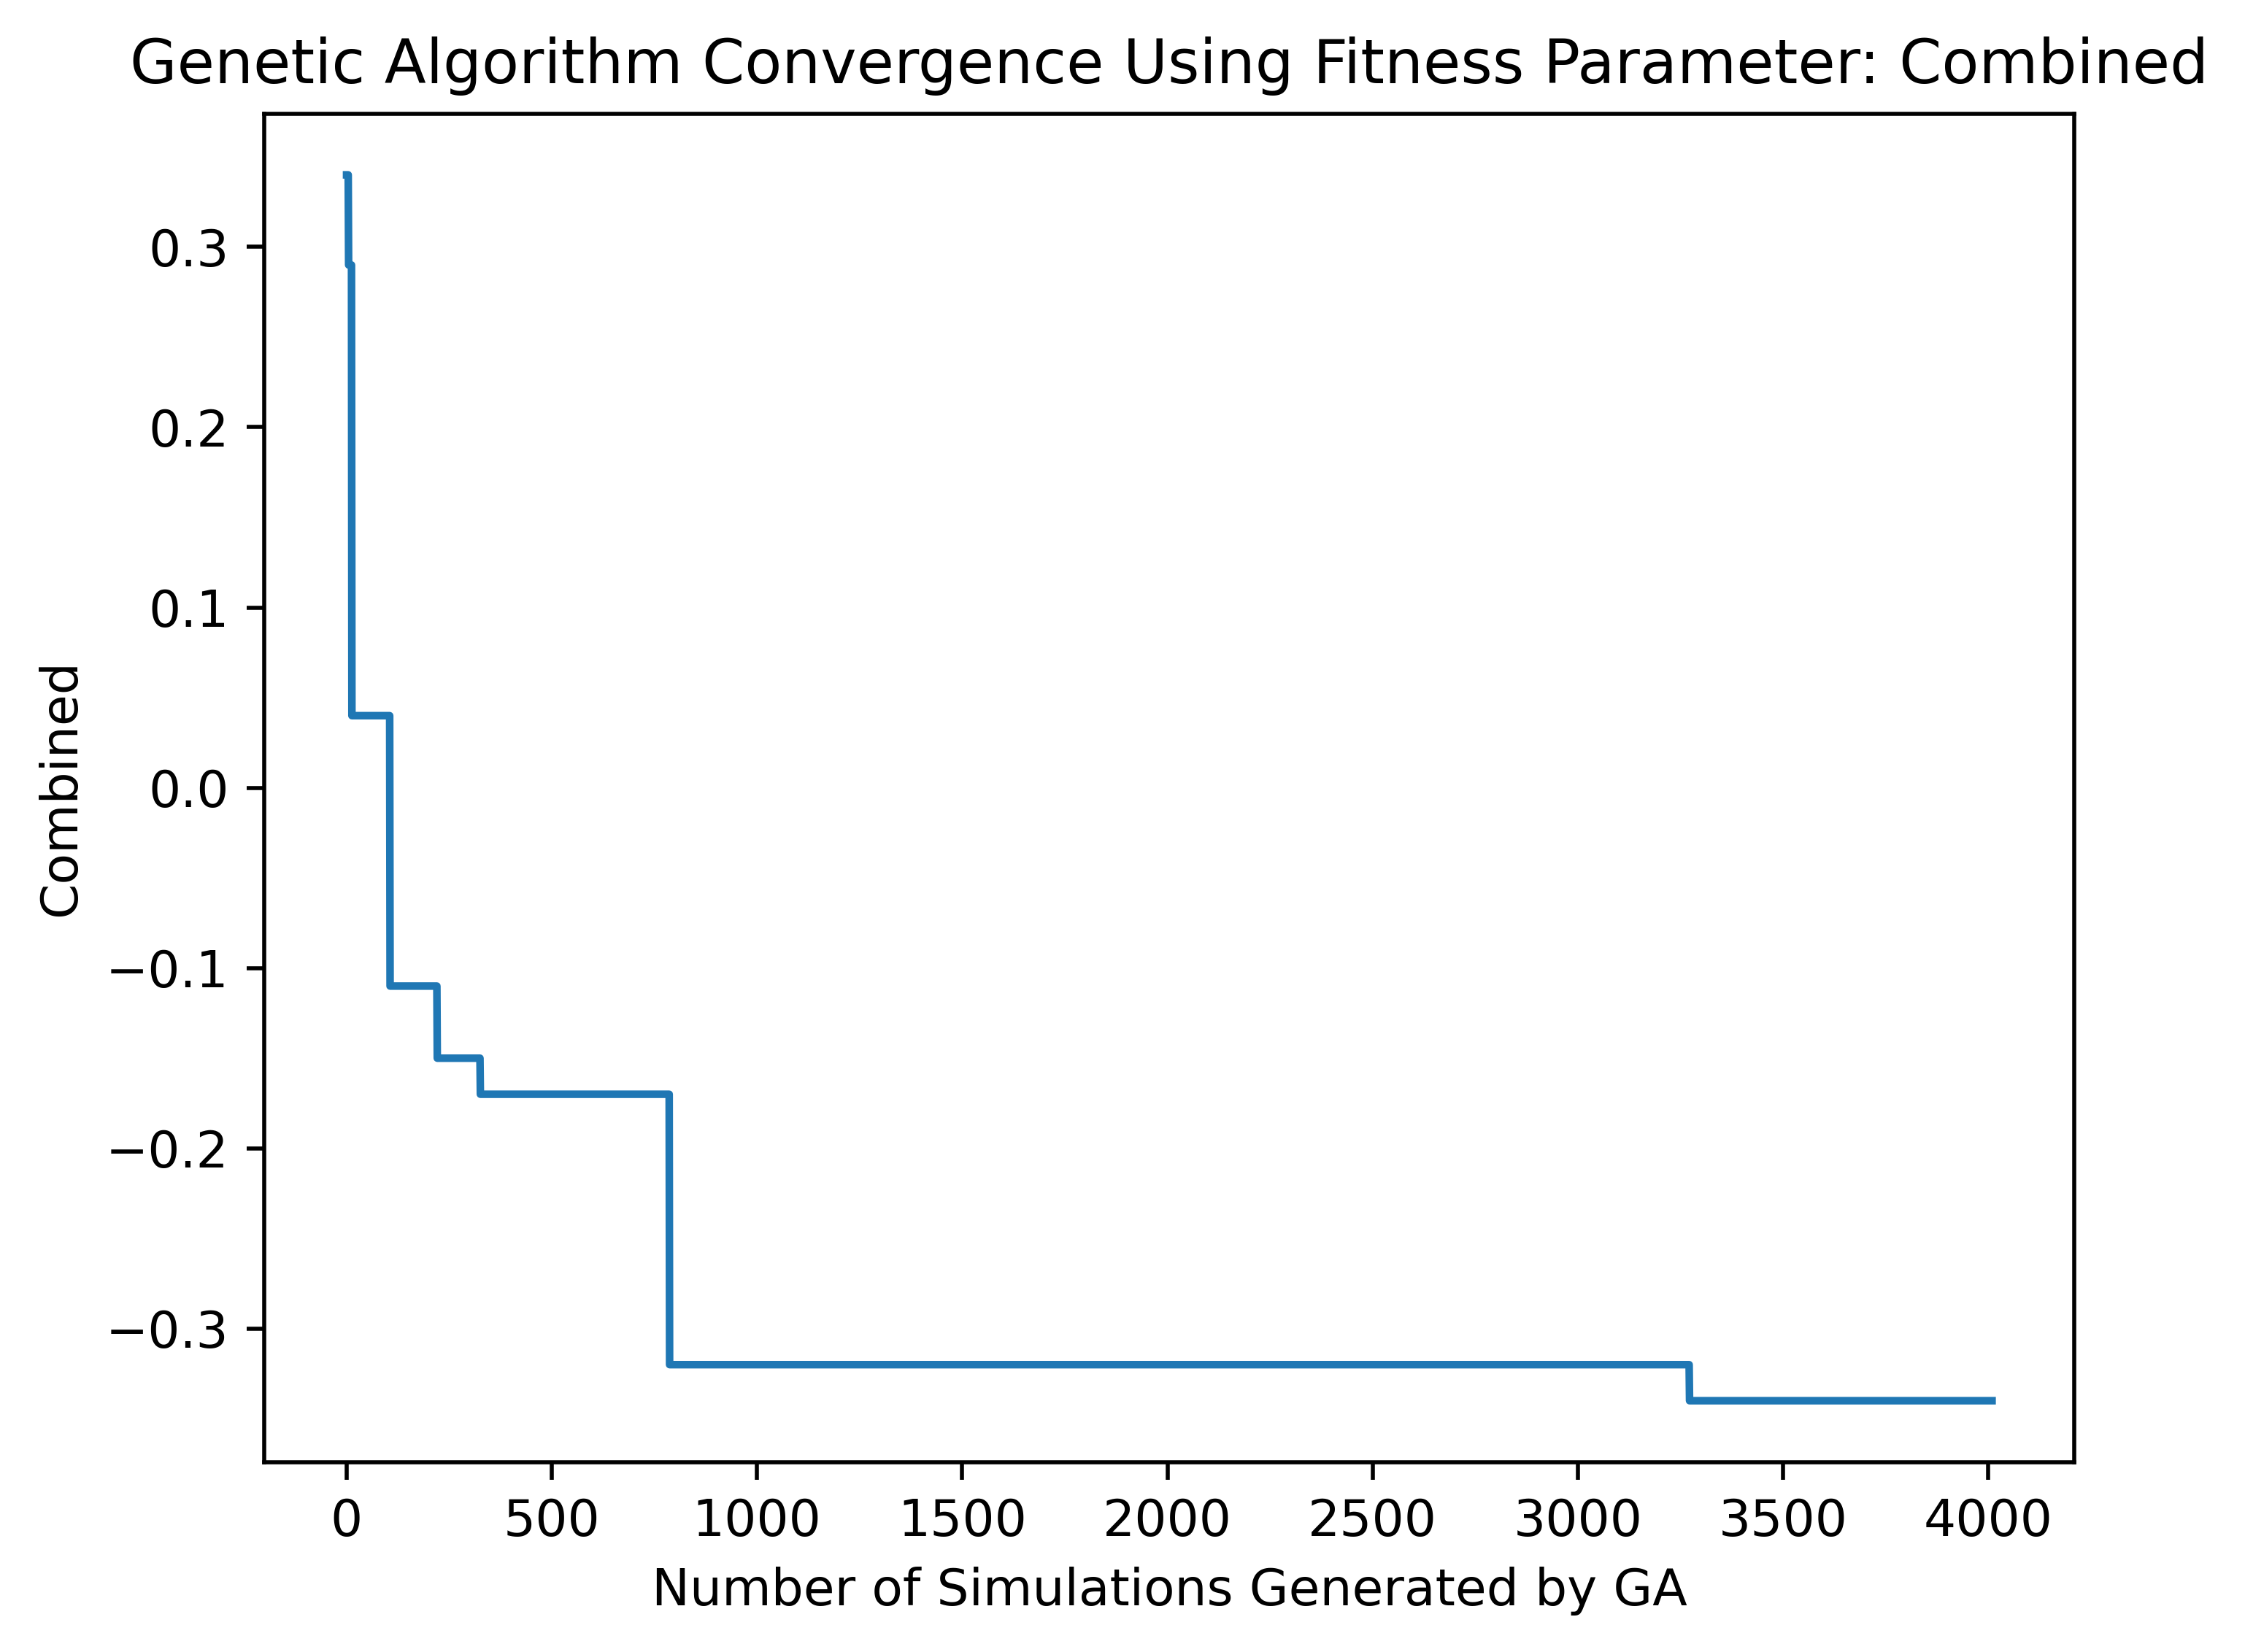 Genetic Algorithm Convergence Using Fitness Parameter: Combined
Combined
0.3
0.2
0.1
0.0
−0.1
−0.2
−0.3
0 500 1000 1500 2000 2500 3000 3500 4000
Number of Simulations Generated by GA